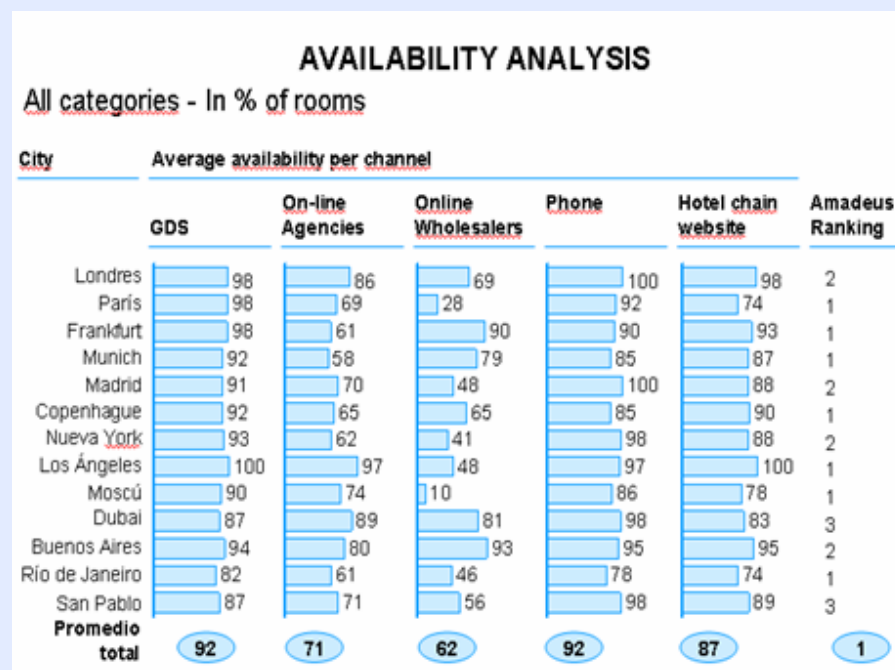 AVAILABILITY ANALYSIS
All categories - In % of rooms
City Average availability per channel
GDS On-line Agencies Online Wholesalers Phone Hotel chain website Amadeus Ranking
Londres 98 86 69 100 98 2
París 98 69 28 92 74 1
Frankfurt 98 61 90 90 93 1
Munich 92 58 79 85 87 1
Madrid 91 70 48 100 88 2
Copenhague 92 65 65 85 90 1
Nueva York 93 62 41 98 88 2
Los Ángeles 100 97 48 97 100 1
Moscú 90 74 10 86 78 1
Dubai 87 89 81 98 83 3
Buenos Aires 94 80 93 95 95 2
Río de Janeiro 82 61 46 78 74 1
San Pablo 87 71 56 98 89 3
Promedio total 92 71 62 92 87 1